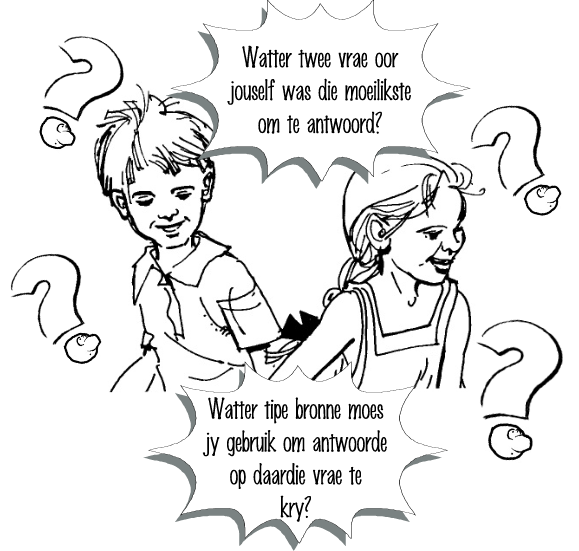 Watter twee vrae oor
jouself was die moeilikste
om te antwoord?
Watter tipe bronne moes
jy gebruik om antwoorde
op daardie vrae te
kry?